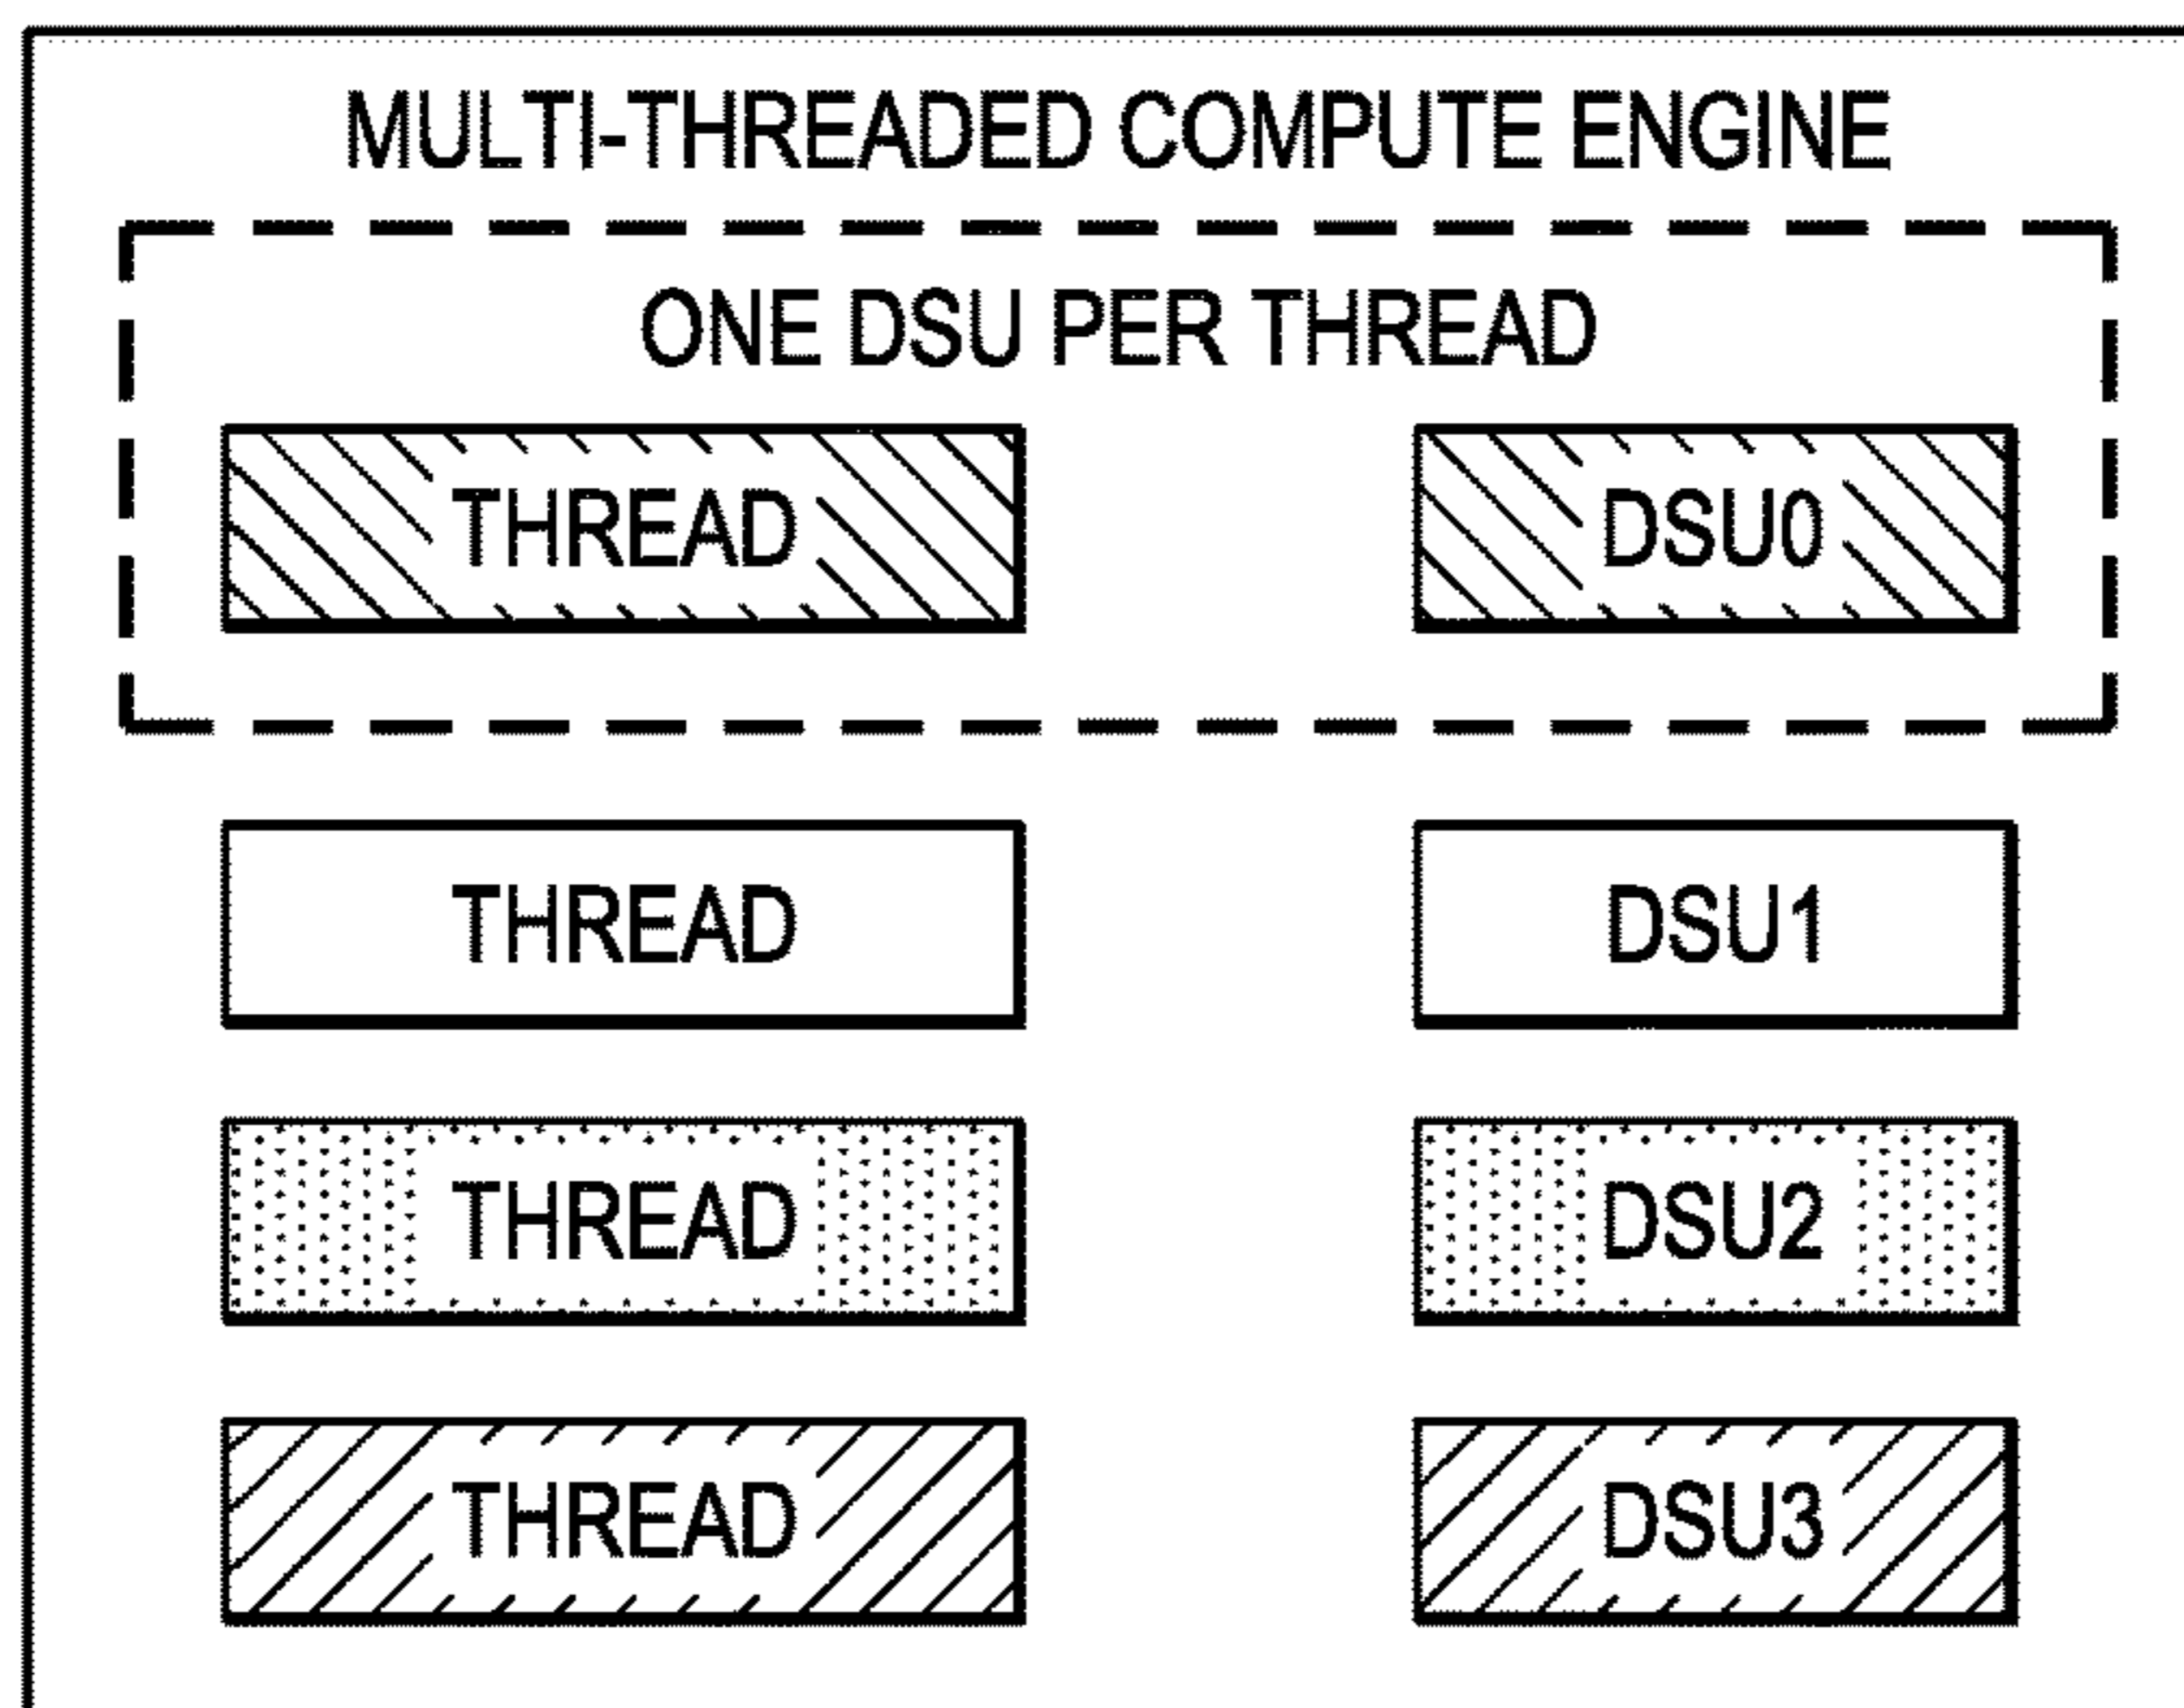 MULTI-THREADED COMPUTE ENGINE
ONE DSU PER THREAD
THREAD DSU0
THREAD DSU1
THREAD DSU2
THREAD DSU3